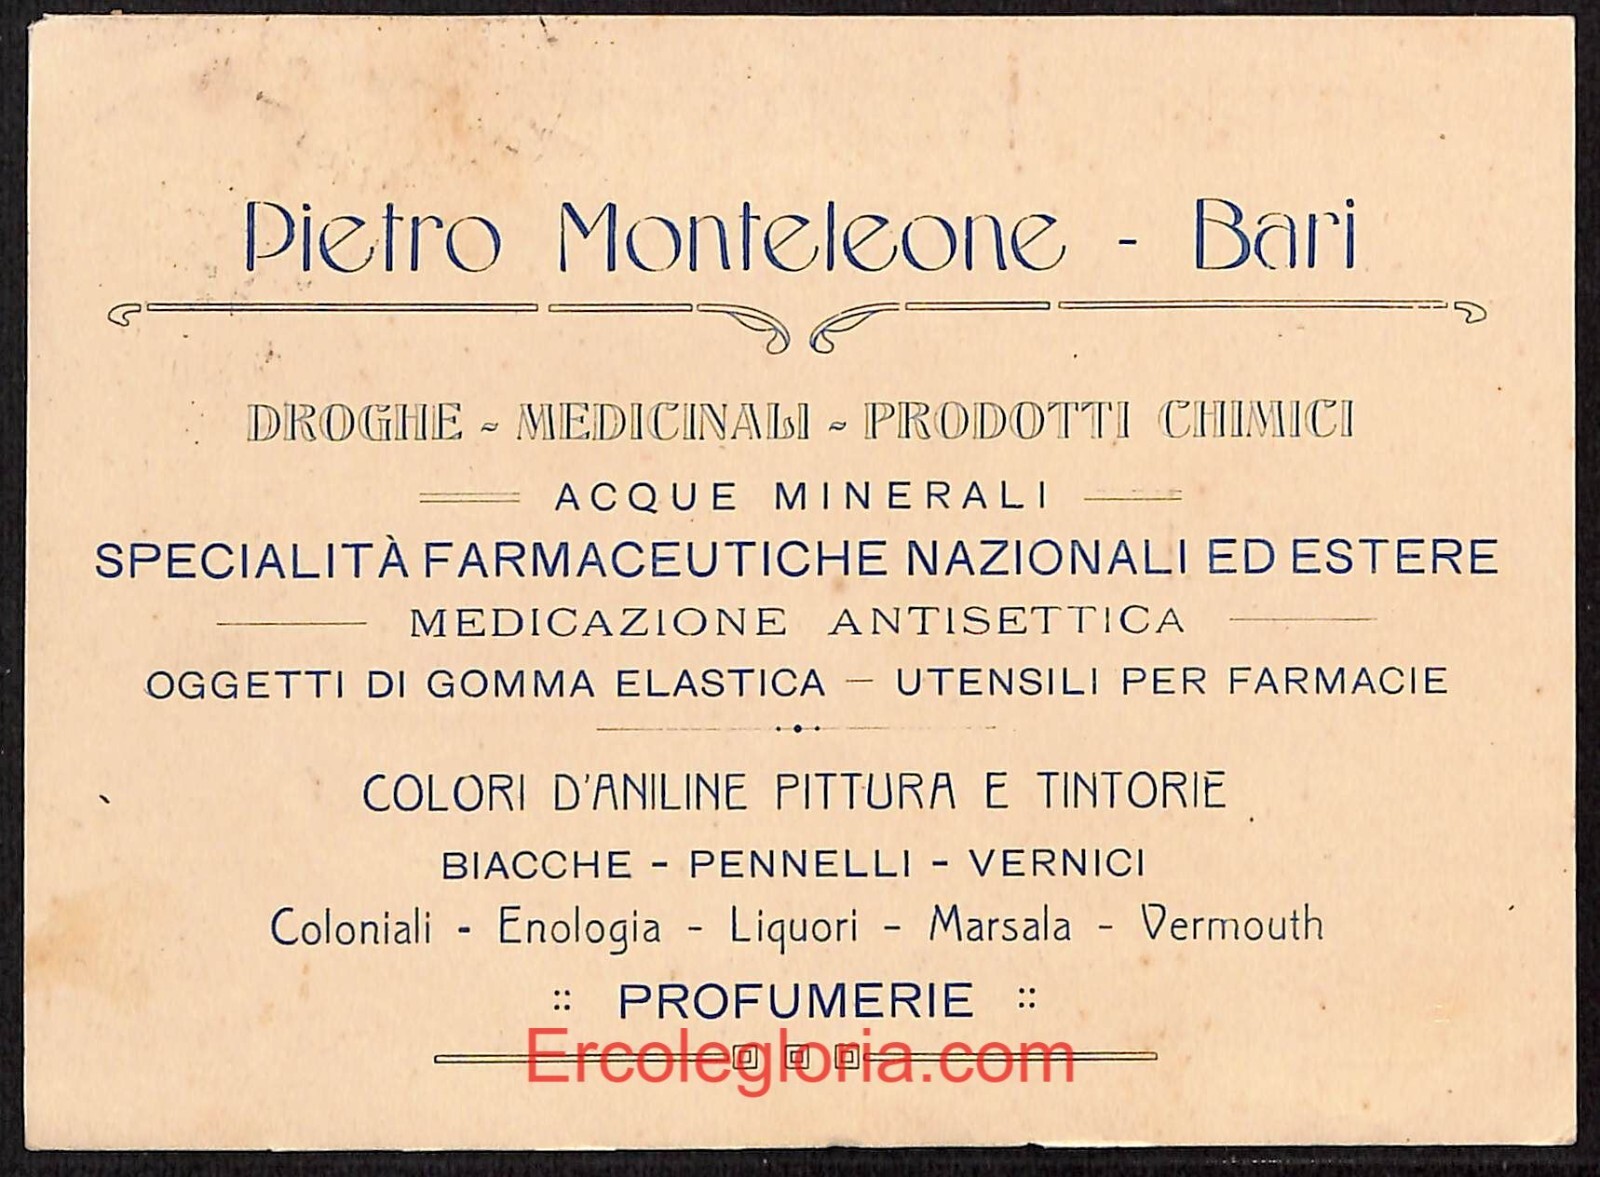 Pietro Monteleone - Bari
DROGHE - MEDICINALI - PRODOTTI CHIMICI
ACQUE MINERALI
SPECIALITÀ FARMACEUTICHE NAZIONALI ED ESTERE
MEDICAZIONE ANTISETTICA
OGGETTI DI GOMMA ELASTICA - UTENSILI PER FARMACIE
COLORI D'ANILINE PITTURA E TINTORIE
BIACCHE - PENNELLI - VERNICI
Coloniali - Enologia - Liquori - Marsala - Vermouth
:: PROFUMERIE ::
Ercolegloria.com